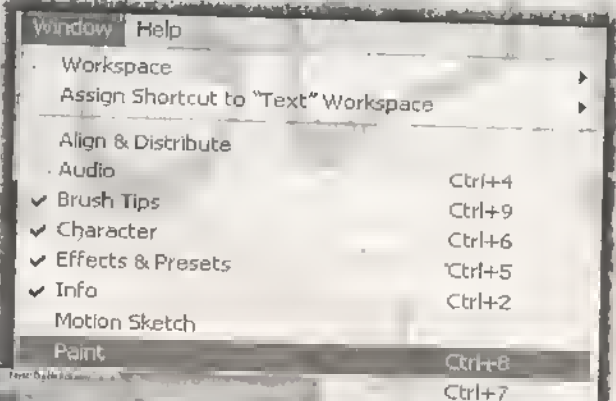 Window Help
Workspace
Assign Shortcut to "Text" Workspace
Align & Distribute
Audio Ctrl+4
Brush Tips Ctrl+9
Character Ctrl+6
Effects & Presets Ctrl+5
Info Ctrl+2
Motion Sketch
Paint Ctrl+8
Ctrl+7